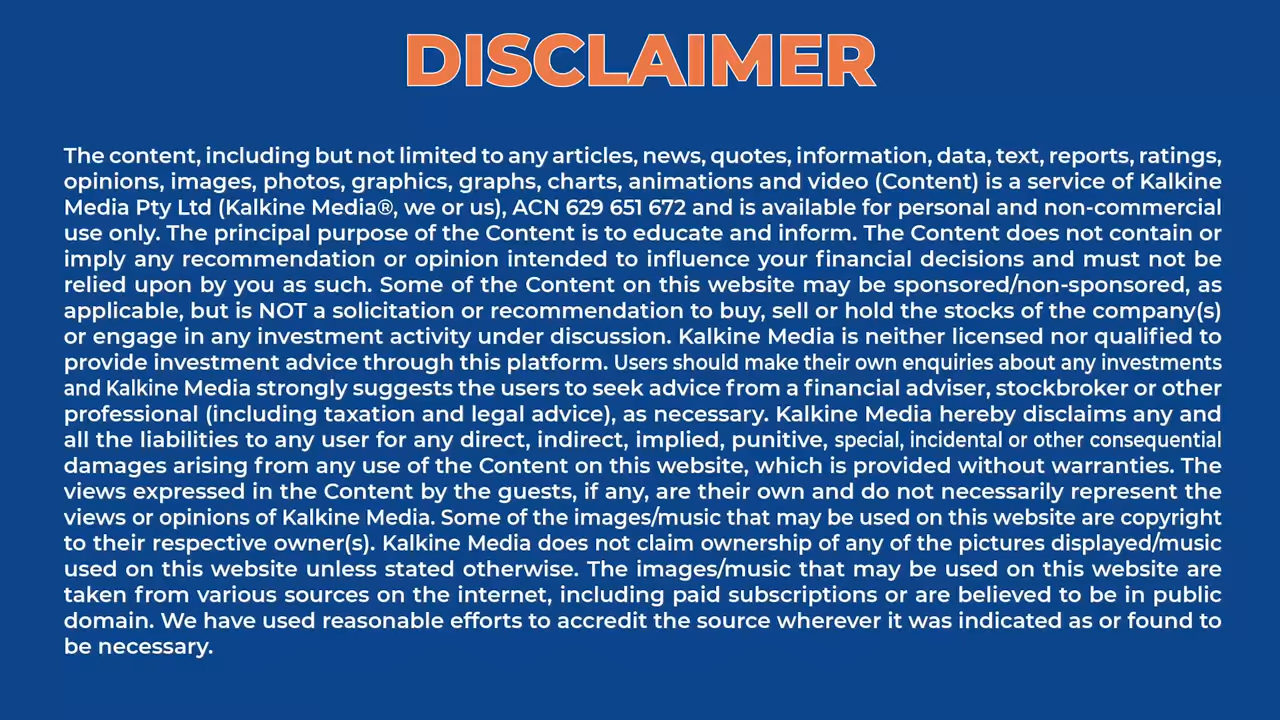 DISCLAIMER
The content, including but not limited to any articles, news, quotes, information, data, text, reports, ratings,
opinions, images, photos, graphics, graphs, charts, animations and video (Content) is a service of Kalkine
Media Pty Ltd (Kalkine Media®, we or us), ACN 629 651 672 and is available for personal and non-commercial
use only. The principal purpose of the Content is to educate and inform. The Content does not contain or
imply any recommendation or opinion intended to influence your financial decisions and must not be
relied upon by you as such. Some of the Content on this website may be sponsored/non-sponsored, as
applicable, but is NOT a solicitation or recommendation to buy, sell or hold the stocks of the company(s)
or engage in any investment activity under discussion. Kalkine Media is neither licensed nor qualified to
provide investment advice through this platform. Users should make their own enquiries about any investments
and Kalkine Media strongly suggests the users to seek advice from a financial adviser, stockbroker or other
professional (including taxation and legal advice), as necessary. Kalkine Media hereby disclaims any and
all the liabilities to any user for any direct, indirect, implied, punitive, special, incidental or other consequential
damages arising from any use of the Content on this website, which is provided without warranties. The
views expressed in the Content by the guests, if any, are their own and do not necessarily represent the
views or opinions of Kalkine Media. Some of the images/music that may be used on this website are copyright
to their respective owner(s). Kalkine Media does not claim ownership of any of the pictures displayed/music
used on this website unless stated otherwise. The images/music that may be used on this website are
taken from various sources on the internet, including paid subscriptions or are believed to be in public
domain. We have used reasonable efforts to accredit the source wherever it was indicated as or found to
be necessary.